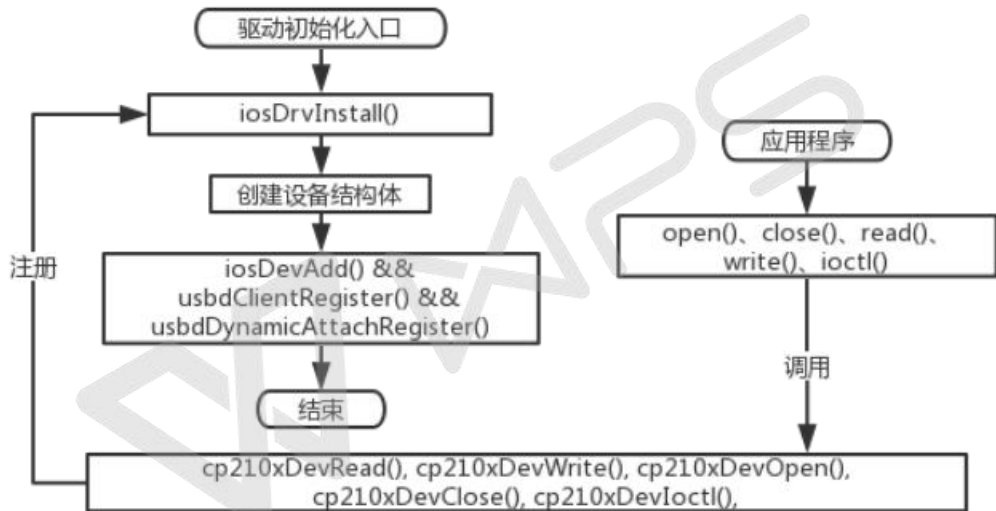 驱动初始化入口
iosDrvInstall()
创建设备结构体
iosDevAdd() &&
usbdClientRegister() &&
usbdDynamicAttachRegister()
结束
注册
应用程序
open()、close()、read()、
write()、ioctl()
调用
cp210xDevRead(), cp210xDevWrite(), cp210xDevOpen(),
cp210xDevClose(), cp210xDevIoctl(),
WPS